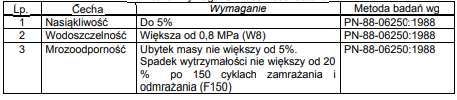 Lp. Cecha Wymaganie Metoda badań wg
1 Nasiąkliwość Do 5% PN-88-06250:1988
2 Wodoszczelność Większa od 0,8 MPa (W8) PN-88-06250:1988
3 Mrozoodporność Ubytek masy nie większy od 5%. PN-88-06250:1988
Spadek wytrzymałości nie większy od 20
% po 150 cyklach zamrażania i
odmrażania (F150)